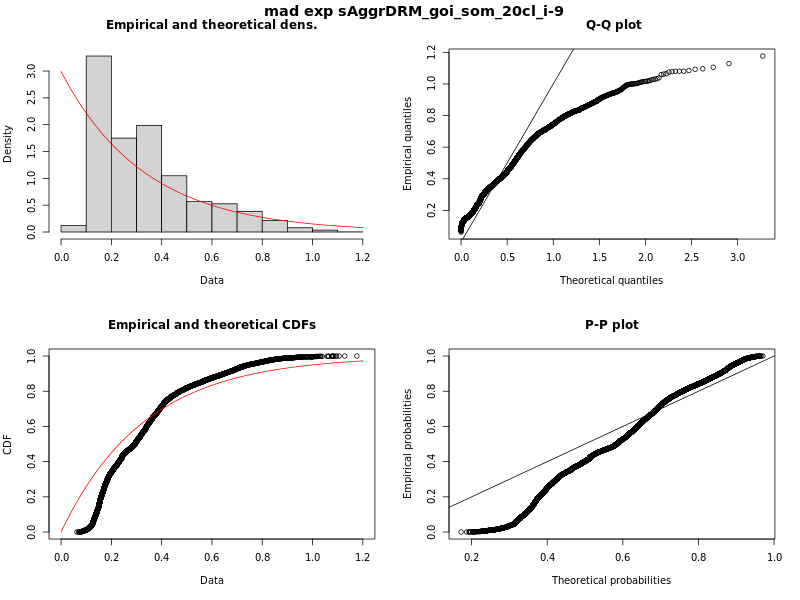 mad exp sAggrDRM_goi_som_20cl_i-9
Empirical and theoretical dens.
Density
0.0 0.5 1.0 1.5 2.0 2.5 3.0
0.0 0.2 0.4 0.6 0.8 1.0 1.2
Data
Q-Q plot
Empirical quantiles
0.2 0.4 0.6 0.8 1.0 1.2
0.0 0.5 1.0 1.5 2.0 2.5 3.0
Theoretical quantiles
Empirical and theoretical CDFs
CDF
0.0 0.2 0.4 0.6 0.8 1.0
0.0 0.2 0.4 0.6 0.8 1.0 1.2
Data
P-P plot
Empirical probabilities
0.0 0.2 0.4 0.6 0.8 1.0
0.2 0.4 0.6 0.8 1.0
Theoretical probabilities